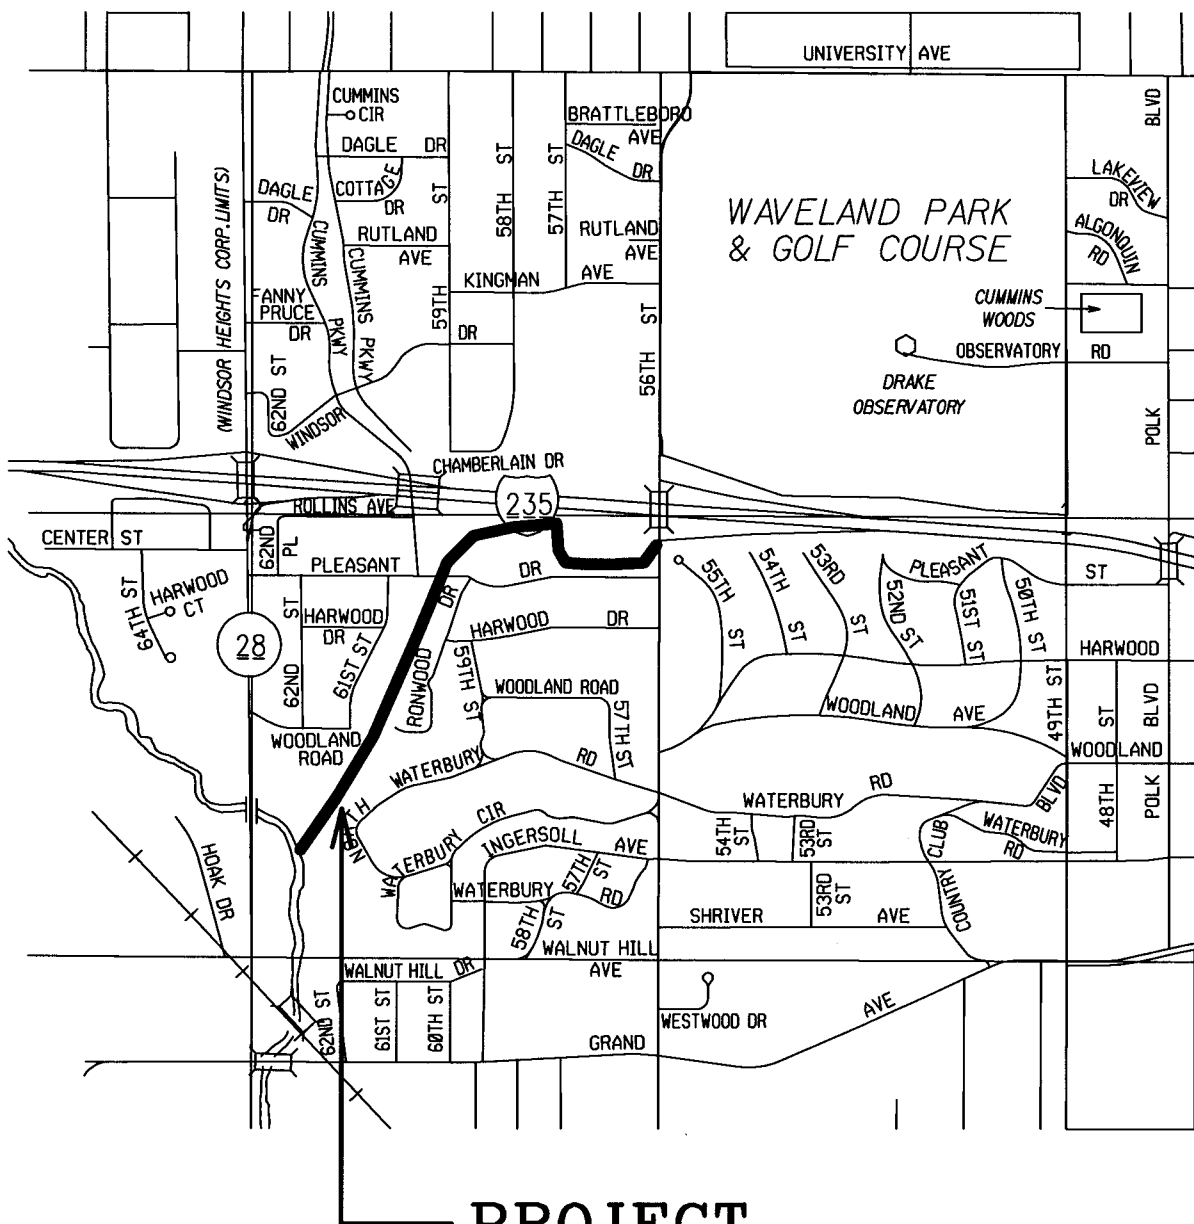 UNIVERSITY AVE
CUMMINS
CIR
BRATTLEBORO
AVE
BLVD
DAGLE DR
58TH ST
57TH ST
DAGLE
DR
LAKEVIEW
DR
DAGLE
DR
COTTAGE
DR
ST
WAVELAND PARK
& GOLF COURSE
RUTLAND
AVE
RUTLAND
AVE
ALGONQUIN
RD
CUMMINS
PKWY
CUMMINS PKWY
(WINDSOR HEIGHTS CORP. LIMITS)
KINGMAN AVE
FANNY
PRUCE
DR
59TH
DR
56TH ST
CUMMINS
WOODS
OBSERVATORY RD
DRAKE
OBSERVATORY
62ND ST
WINDSOR
POLK
CHAMBERLAIN DR
235
ROLLINS AVE
CENTER ST
62ND
PL
PLEASANT DR
64TH ST
HARWOOD
CT
28
62ND ST
HARWOOD
DR
61ST ST
RONWOOD
DR
HARWOOD DR
59TH ST
WOODLAND ROAD
57TH ST
WOODLAND
ROAD
55TH ST
54TH ST
53RD ST
52ND ST
PLEASANT ST
51ST ST
50TH ST
HARWOOD
49TH ST
ST
BLVD
WOODLAND AVE
WOODLAND
WATERBURY RD
WATERBURY RD
BLVD
48TH
POLK
WATERBURY CIR
INGERSOLL AVE
54TH
ST
53RD
ST
CLUB
WATERBURY
RD
HOAK DR
WATERBURY RD
57TH
ST
58TH
ST
SHRIVER AVE
53RD
ST
COUNTRY
WALNUT HILL
AVE
WALNUT HILL DR
62ND ST
61ST ST
60TH ST
WESTWOOD DR
GRAND AVE
PROJECT